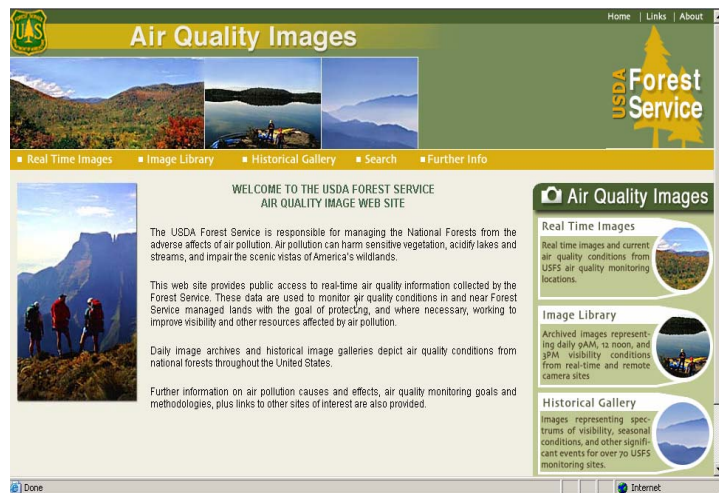 Home | Links | About
FOREST SERVICE
U S
Air Quality Images
USDA
Forest
Service
Real Time Images
Image Library
Historical Gallery
Search
Further Info
WELCOME TO THE USDA FOREST SERVICE
AIR QUALITY IMAGE WEB SITE
The USDA Forest Service is responsible for managing the National Forests from the
adverse affects of air pollution. Air pollution can harm sensitive vegetation, acidify lakes and
streams, and impair the scenic vistas of America's wildlands.
This web site provides public access to real-time air quality information collected by the
Forest Service. These data are used to monitor air quality conditions in and near Forest
Service managed lands with the goal of protecting, and where necessary, working to
improve visibility and other resources affected by air pollution.
Daily image archives and historical image galleries depict air quality conditions from
national forests throughout the United States.
Further information on air pollution causes and effects, air quality monitoring goals and
methodologies, plus links to other sites of interest are also provided.
Air Quality Images
Real Time Images
Real time images and current
air quality conditions from
USFS air quality monitoring
locations.
Image Library
Archived images represent-
ing daily 9AM, 12 noon, and
3PM visibility conditions
from real-time and remote
camera sites
Historical Gallery
Images representing spec-
trums of visibility, seasonal
conditions, and other signifi-
cant events for over 70 USFS
monitoring sites.
Done
Internet